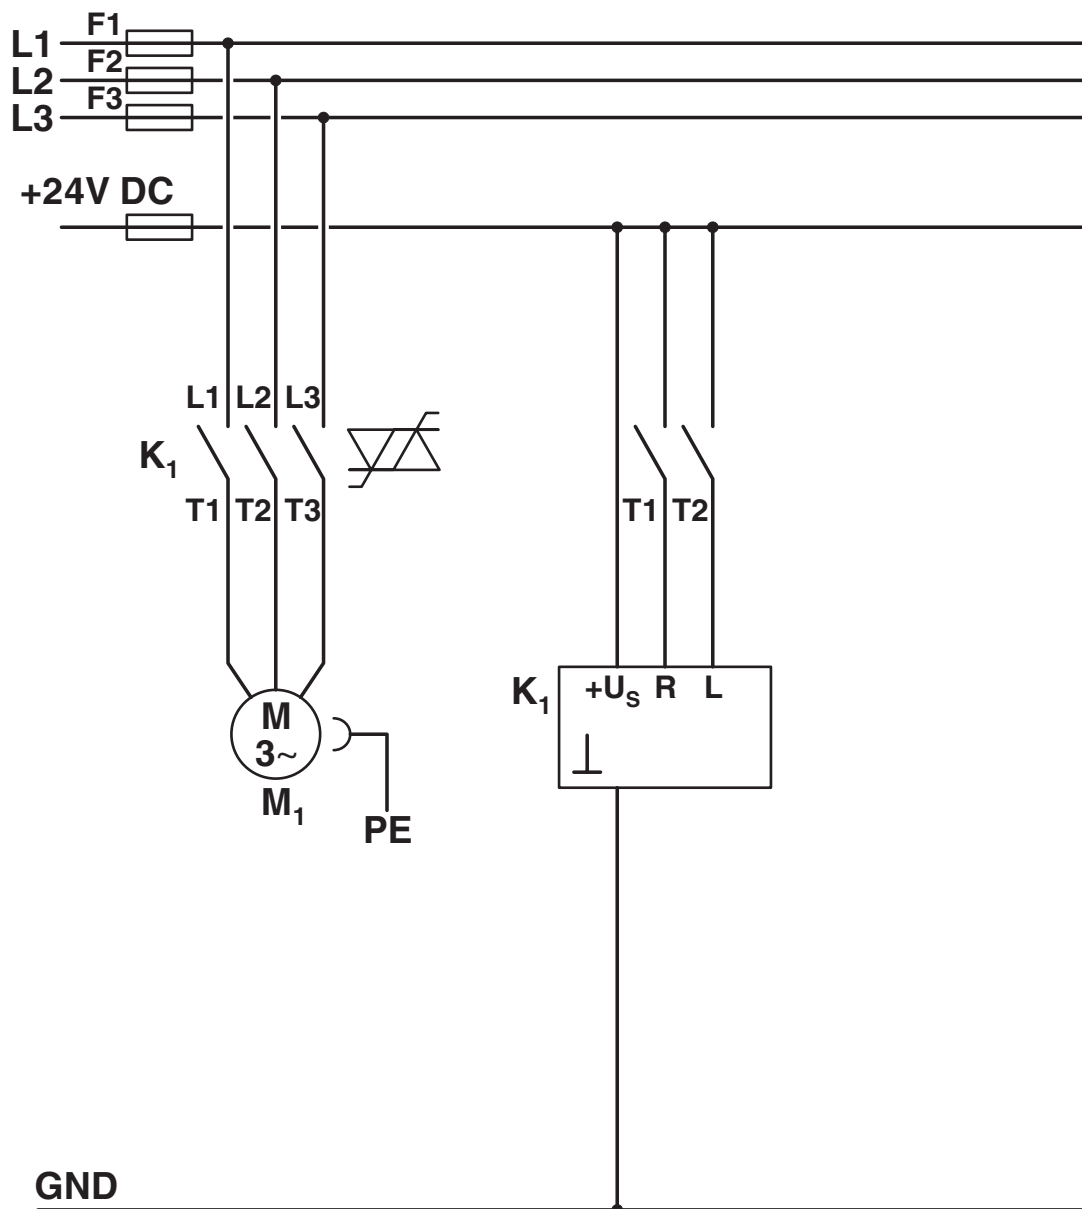 L1 F1
L2 F2
L3 F3
+24V DC
L1 L2 L3
K1
T1 T2 T3
T1 T2
M
3~
M1
PE
K1 +US R L
GND